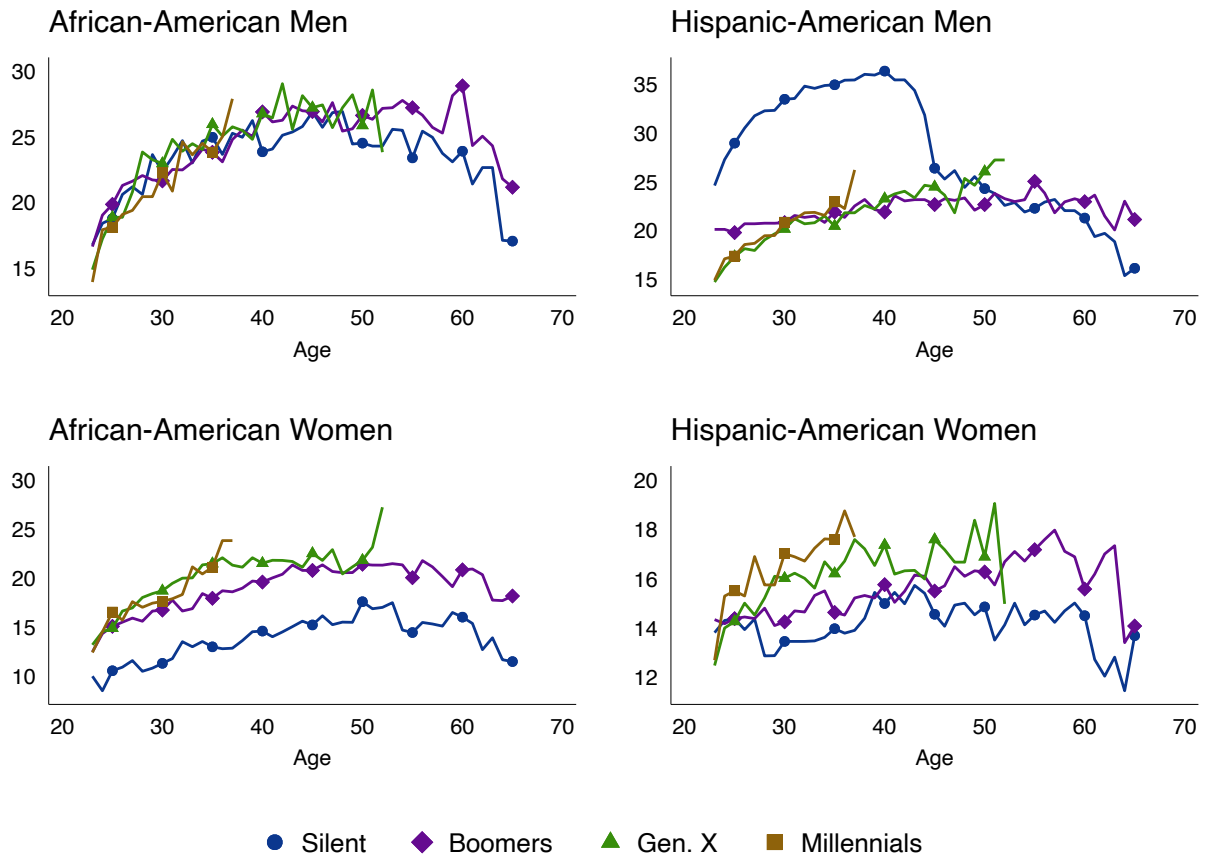 African-American Men
30
25
20
15
20 30 40 50 60 70
Age
Hispanic-American Men
35
30
25
20
15
20 30 40 50 60 70
Age
African-American Women
30
25
20
15
10
20 30 40 50 60 70
Age
Hispanic-American Women
20
18
16
14
12
20 30 40 50 60 70
Age
Silent Boomers Gen. X Millennials